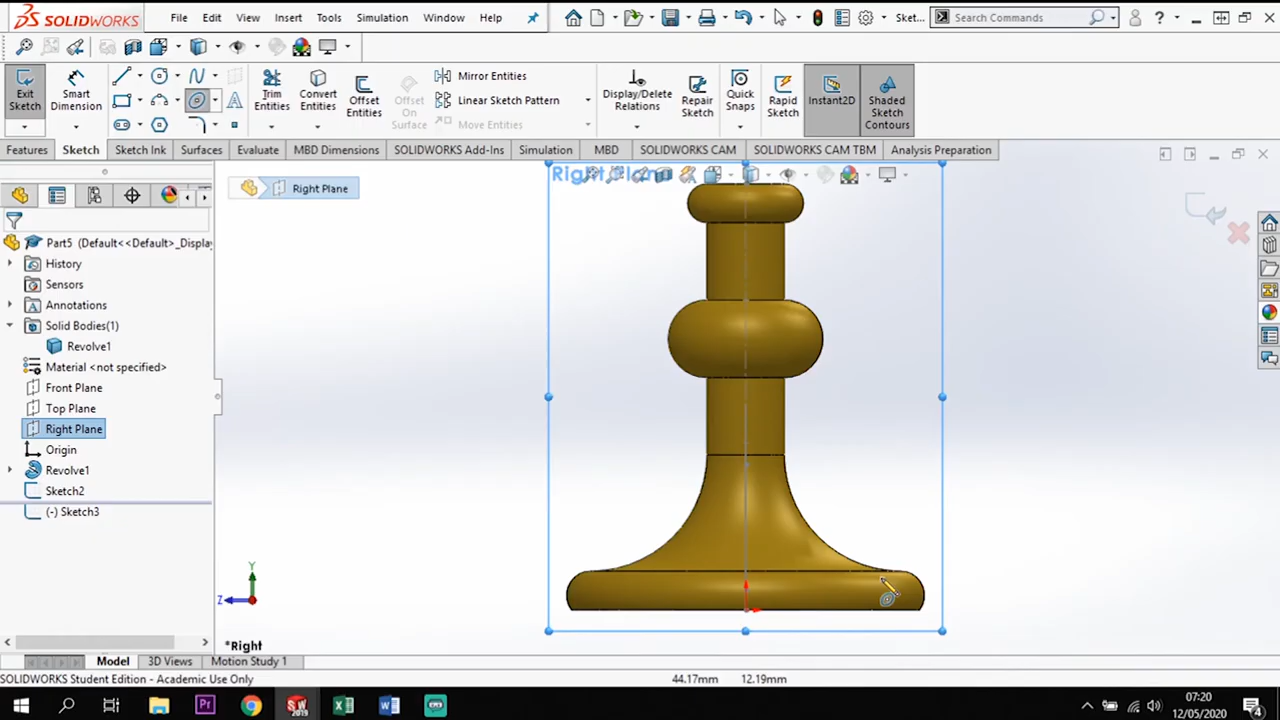 SOLIDWORKS File Edit View Insert Tools Simulation Window Help Sket... Search Commands ?
Exit Sketch
Smart Dimension
Trim Entities
Convert Entities
Offset Entities
Offset On Surface
Mirror Entities
Linear Sketch Pattern
Move Entities
Display/Delete Relations
Repair Sketch
Quick Snaps
Rapid Sketch
Instant2D
Shaded Sketch Contours
Features Sketch Sketch Ink Surfaces Evaluate MBD Dimensions SOLIDWORKS Add-Ins Simulation MBD SOLIDWORKS CAM SOLIDWORKS CAM TBM Analysis Preparation
Right Plane
Right Plane
Part5 (Default<<Default>_Display
History
Sensors
Annotations
Solid Bodies(1)
Revolve1
Material <not specified>
Front Plane
Top Plane
Right Plane
Origin
Revolve1
Sketch2
(-) Sketch3
Y
Z
*Right
Model 3D Views Motion Study 1
SOLIDWORKS Student Edition - Academic Use Only 44.17mm 12.19mm
07:20
12/05/2020